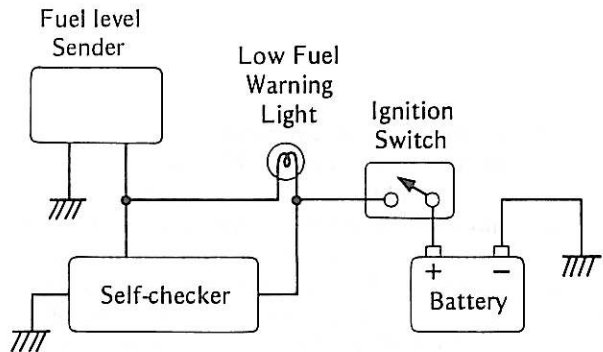 Fuel level
Sender
Low Fuel
Warning
Light
Ignition
Switch
Self-checker
+ −
Battery